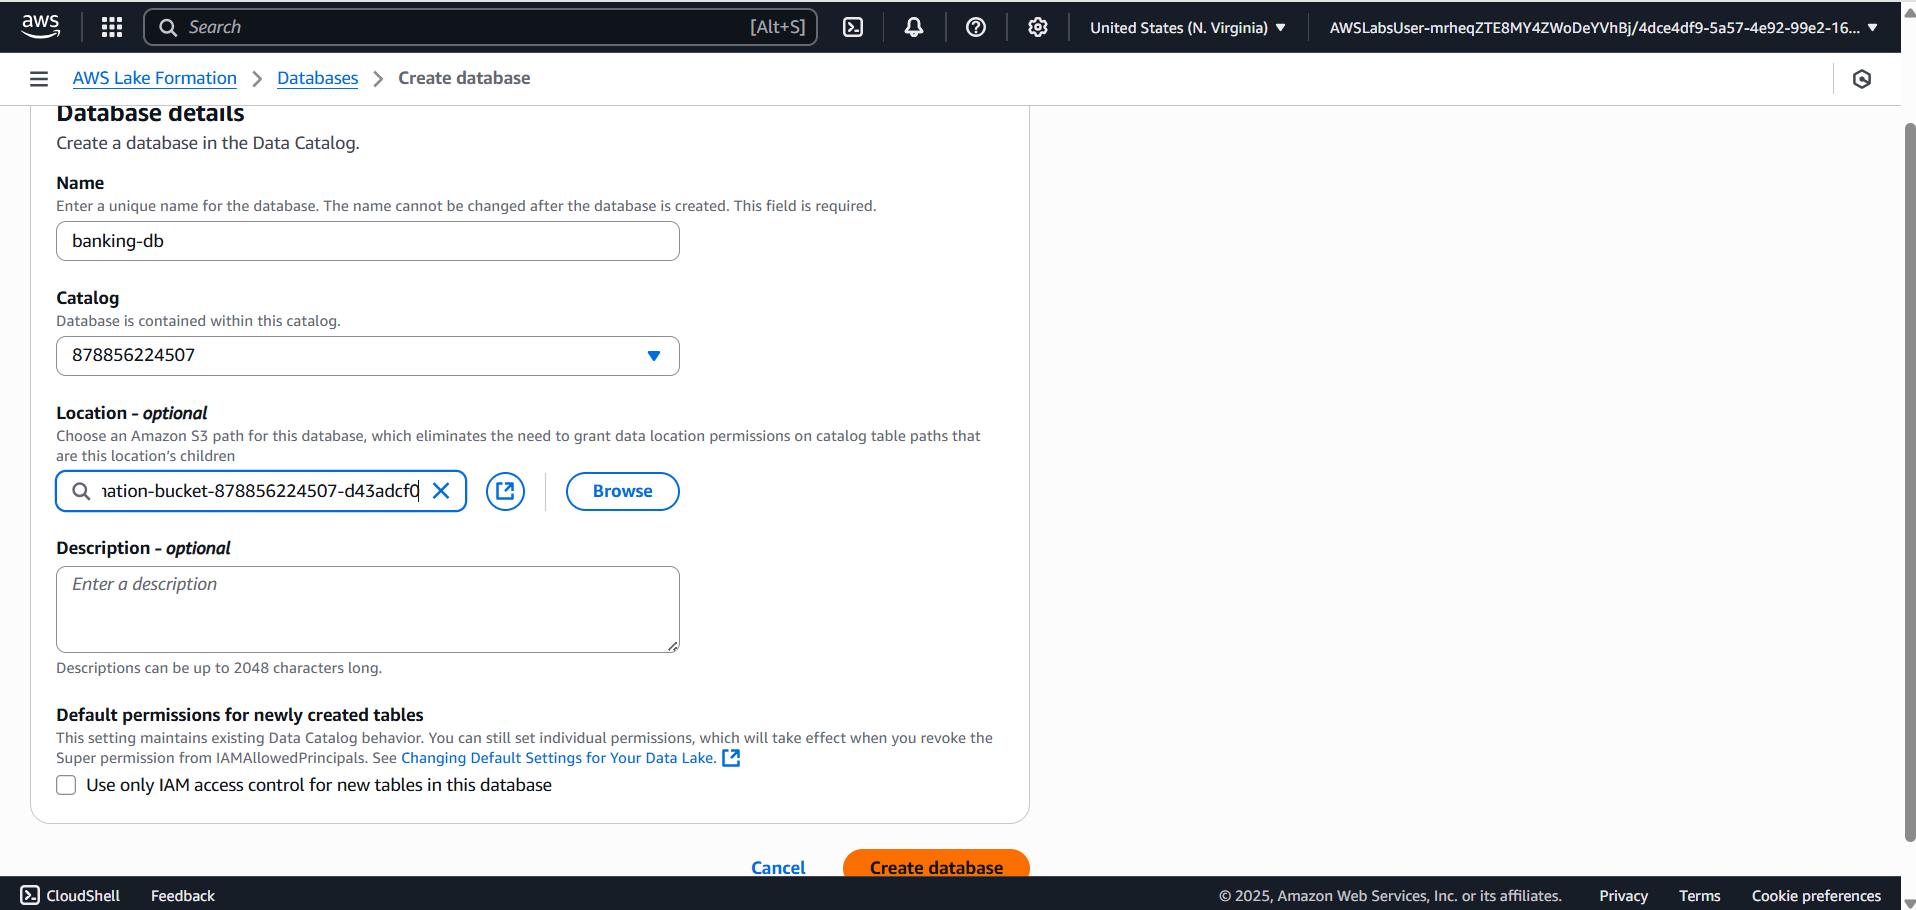 aws
Search [Alt+S]
United States (N. Virginia)
AWSLabsUser-mrheqZTE8MY4ZWoDeYVhBj/4dce4df9-5a57-4e92-99e2-16...
AWS Lake Formation > Databases > Create database
Database details
Create a database in the Data Catalog.
Name
Enter a unique name for the database. The name cannot be changed after the database is created. This field is required.
banking-db
Catalog
Database is contained within this catalog.
878856224507
Location - optional
Choose an Amazon S3 path for this database, which eliminates the need to grant data location permissions on catalog table paths that
are this location's children
nation-bucket-878856224507-d43adcf0
Browse
Description - optional
Enter a description
Descriptions can be up to 2048 characters long.
Default permissions for newly created tables
This setting maintains existing Data Catalog behavior. You can still set individual permissions, which will take effect when you revoke the
Super permission from IAMAllowedPrincipals. See Changing Default Settings for Your Data Lake.
Use only IAM access control for new tables in this database
Cancel
Create database
CloudShell
Feedback
© 2025, Amazon Web Services, Inc. or its affiliates.
Privacy
Terms
Cookie preferences